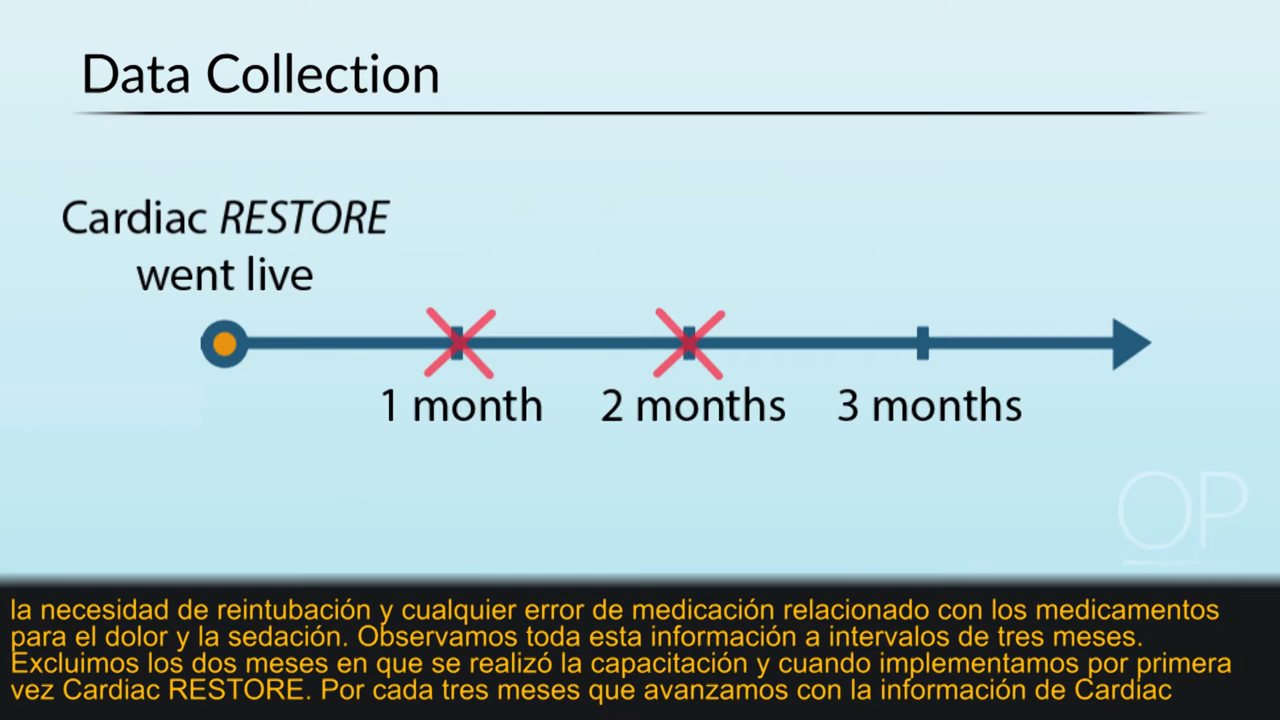 Data Collection
Cardiac RESTORE
went live
1 month
2 months
3 months
OP
la necesidad de reintubación y cualquier error de medicación relacionado con los medicamentos
para el dolor y la sedación. Observamos toda esta información a intervalos de tres meses.
Excluimos los dos meses en que se realizó la capacitación y cuando implementamos por primera
vez Cardiac RESTORE. Por cada tres meses que avanzamos con la información de Cardiac